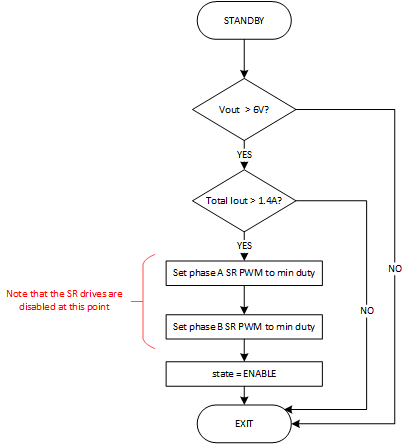 STANDBY
Vout > 6V?
YES
Total Iout > 1.4A?
YES
Set phase A SR PWM to min duty
NO
Note that the SR drives are
disabled at this point
NO
Set phase B SR PWM to min duty
state = ENABLE
EXIT